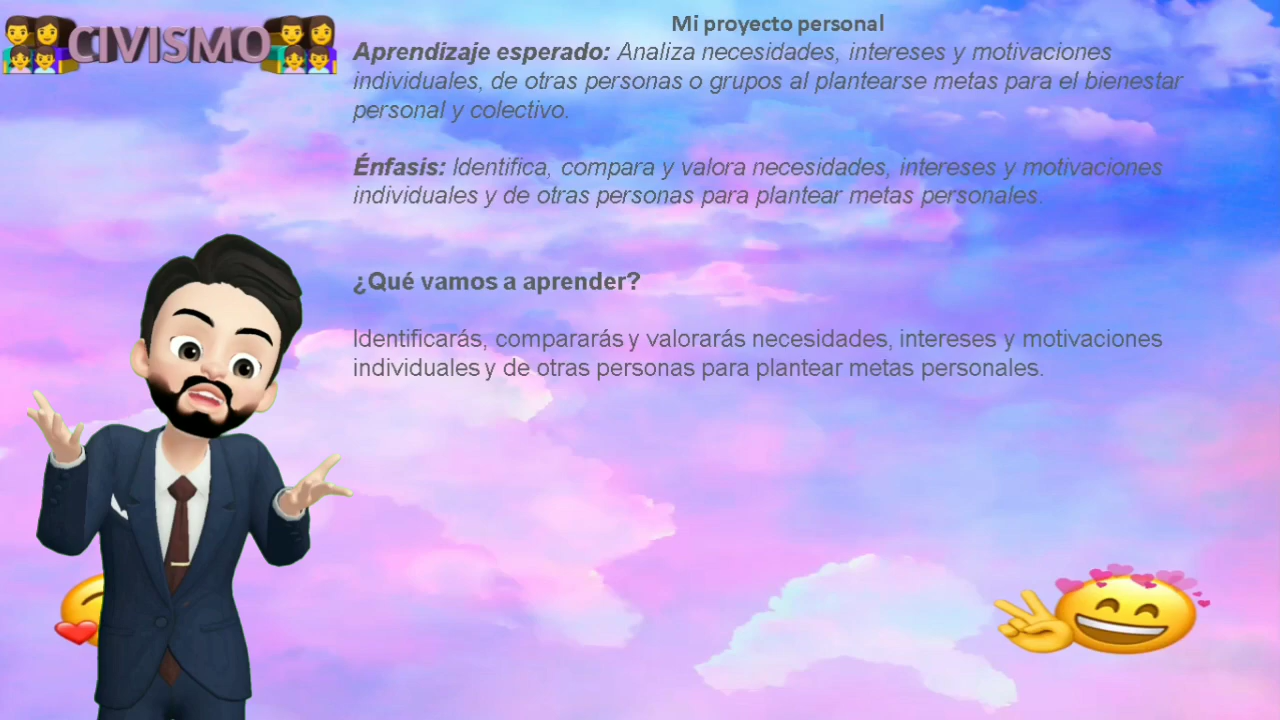 CIVISMO
Mi proyecto personal
Aprendizaje esperado: Analiza necesidades, intereses y motivaciones
individuales, de otras personas o grupos al plantearse metas para el bienestar
personal y colectivo.
Énfasis: Identifica, compara y valora necesidades, intereses y motivaciones
individuales y de otras personas para plantear metas personales.
¿Qué vamos a aprender?
Identificarás, compararás y valorarás necesidades, intereses y motivaciones
individuales y de otras personas para plantear metas personales.